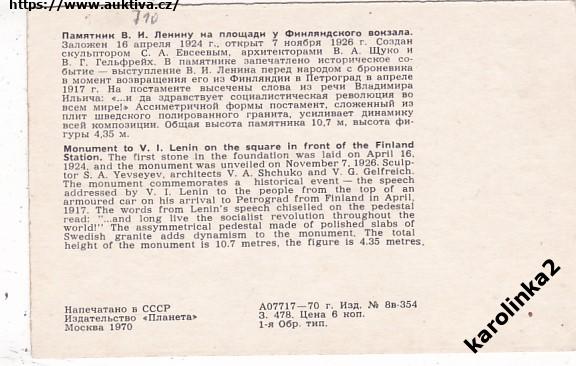 https://www.auktiva.cz/
710
Памятник В. И. Ленину на площади у Финляндского вокзала.
Заложен 16 апреля 1924 г., открыт 7 ноября 1926 г. Создан
скульптором С. А. Евсеевым, архитекторами В. А. Щуко и
В. Г. Гельфрейх. В памятнике запечатлено историческое со-
бытие — выступление В. И. Ленина перед народом с броневика
в момент возвращения его из Финляндии в Петроград в апреле
1917 г. На постаменте высечены слова из речи Владимира
Ильича: «...и да здравствует социалистическая революция во
всем мире!» Ассиметричной формы постамент, сложенный из
плит шведского полированного гранита, усиливает динамику
всей композиции. Общая высота памятника 10,7 м, высота фи-
гуры 4,35 м.
Monument to V. I. Lenin on the square in front of the Finland
Station. The first stone in the foundation was laid on April 16,
1924, and the monument was unveiled on November 7, 1926. Sculp-
tor S. A. Yevseyev, architects V. A. Shchuko and V. G. Gelfreich.
The monument commemorates a historical event — the speech
addressed by V. I. Lenin to the people from the top of an
armoured car on his arrival to Petrograd from Finland in April,
1917. The words from Lenin's speech chiselled on the pedestal
read: "...and long live the socialist revolution throughout the
world!" The assymmetrical pedestal made of polished slabs of
Swedish granite adds dynamism to the monument. The total
height of the monument is 10.7 metres, the figure is 4.35 metres.
Напечатано в СССР
Издательство «Планета»
Москва 1970
А07717—70 г. Изд. № 8в-354
З. 478. Цена 6 коп.
1-я Обр. тип.
karolinka2